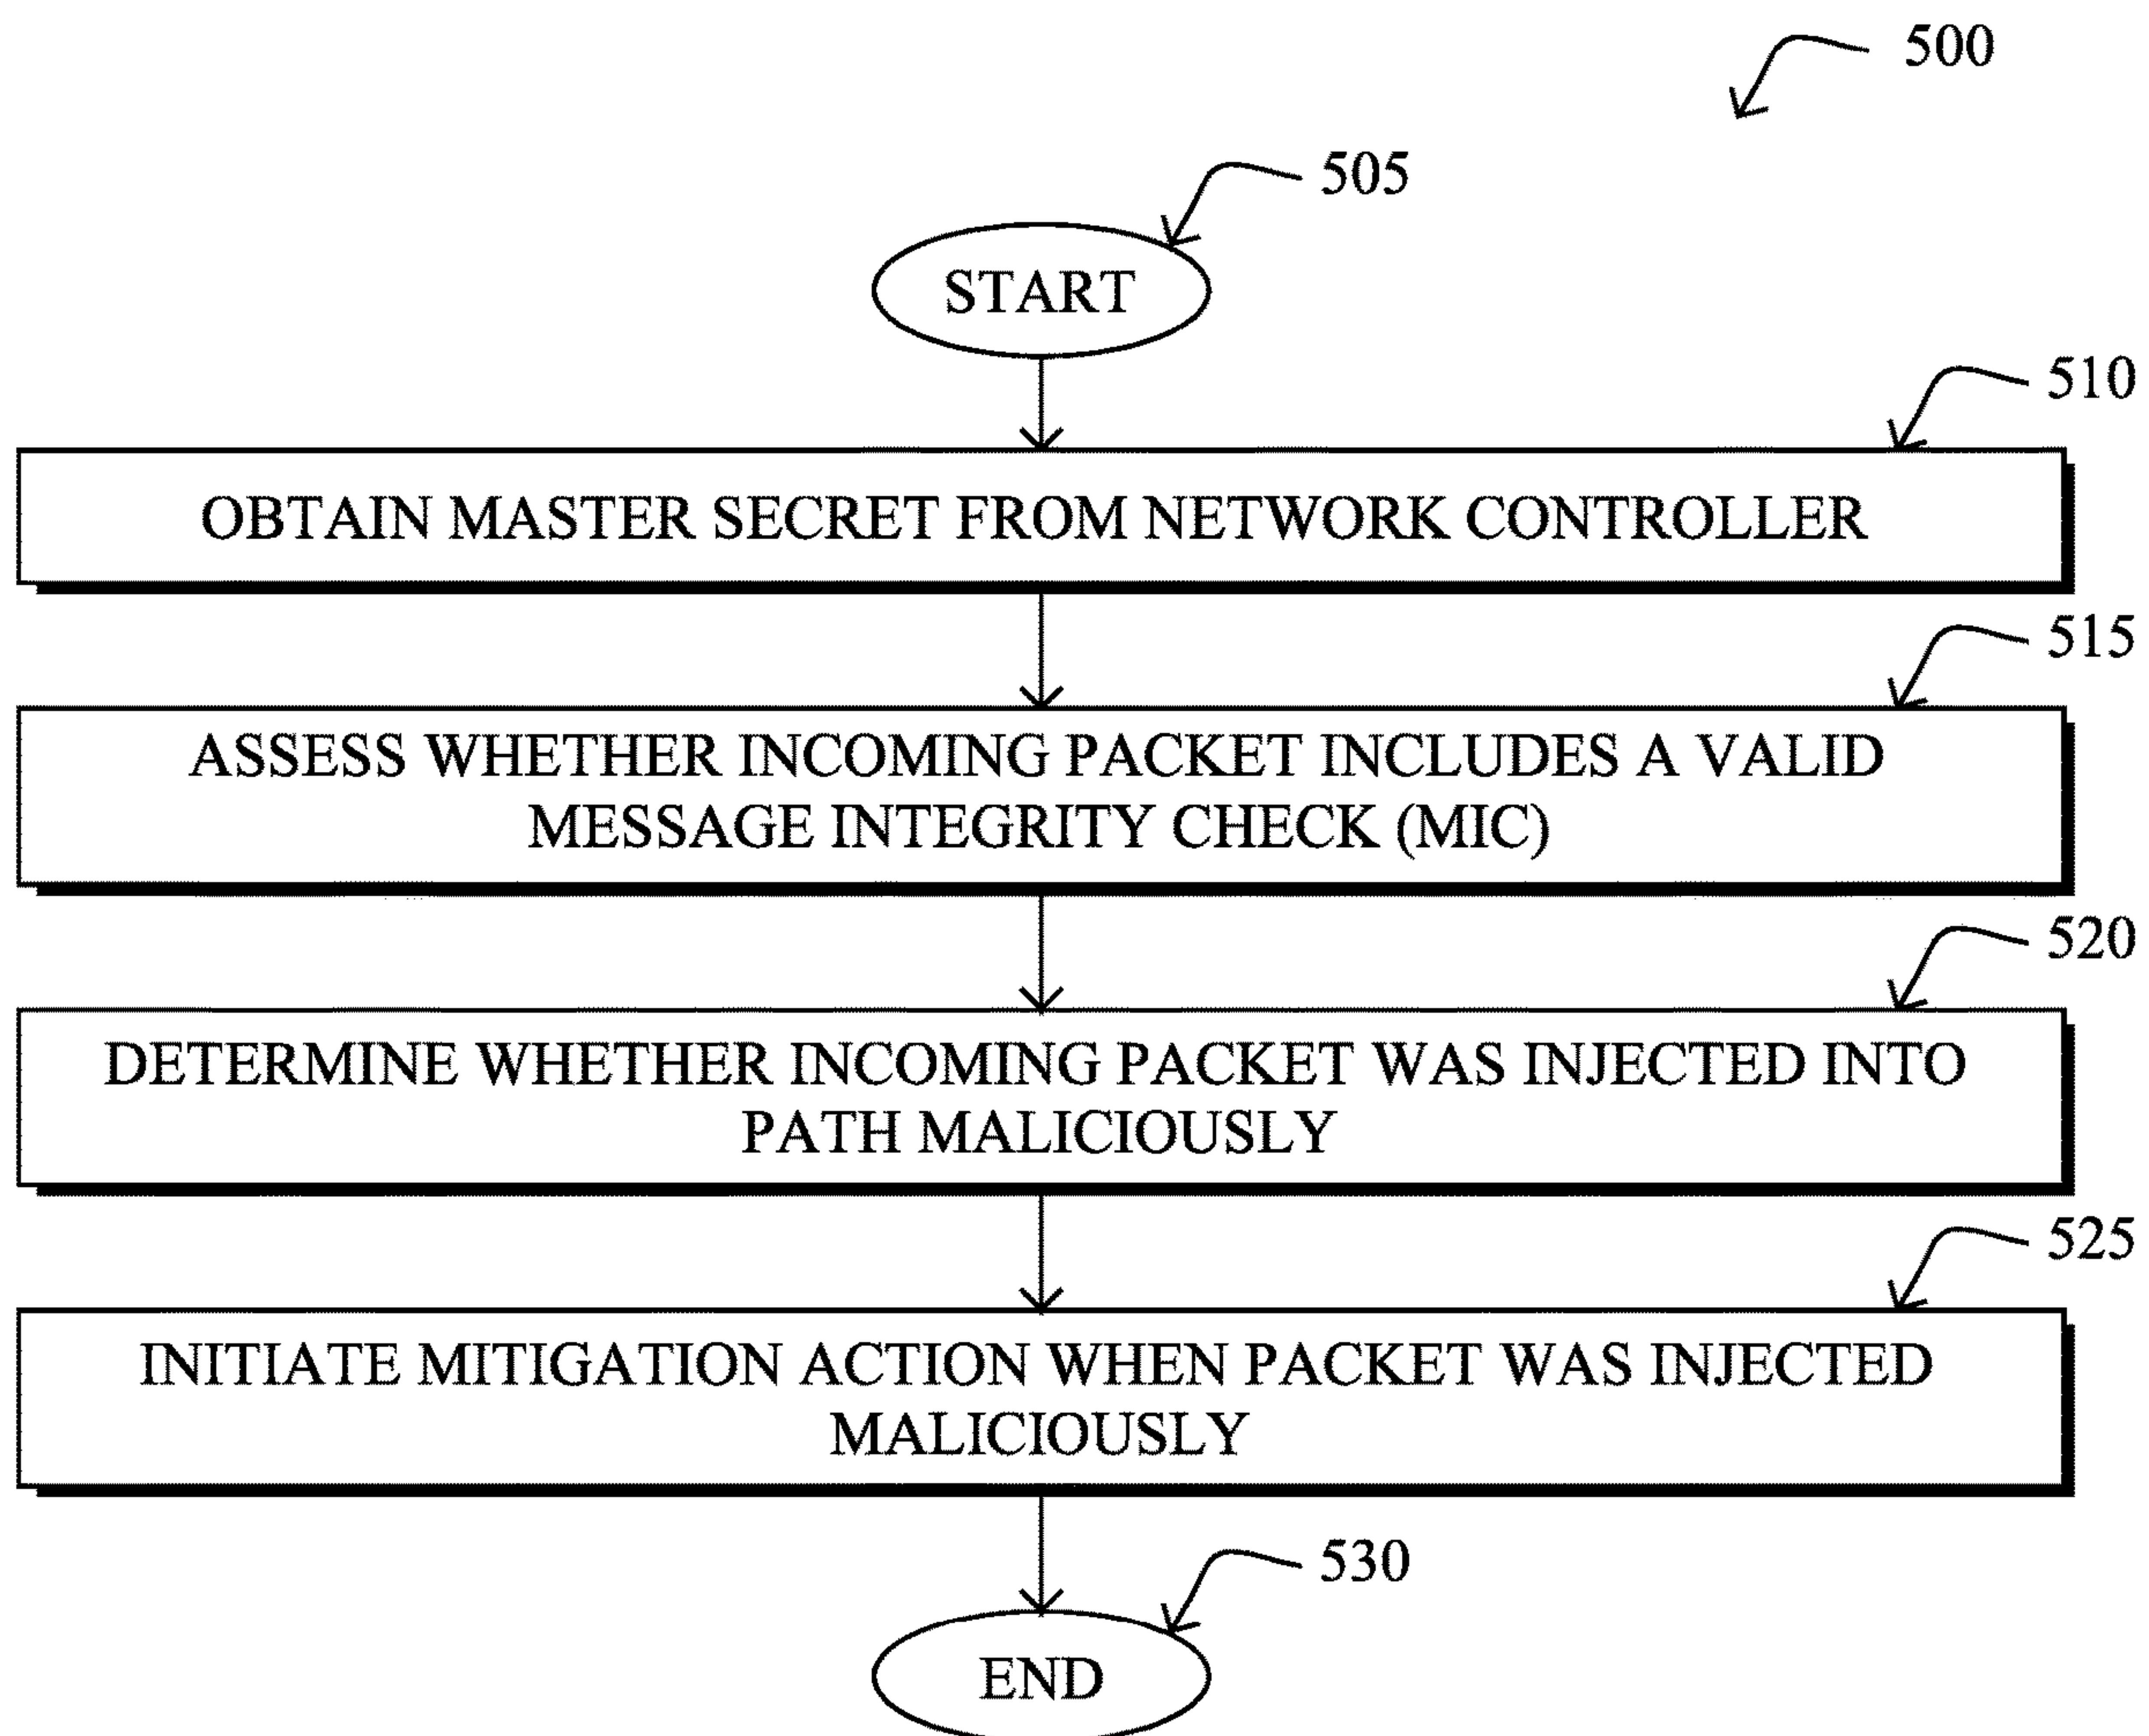 500
505
START
510
OBTAIN MASTER SECRET FROM NETWORK CONTROLLER
515
ASSESS WHETHER INCOMING PACKET INCLUDES A VALID
MESSAGE INTEGRITY CHECK (MIC)
520
DETERMINE WHETHER INCOMING PACKET WAS INJECTED INTO
PATH MALICIOUSLY
525
INITIATE MITIGATION ACTION WHEN PACKET WAS INJECTED
MALICIOUSLY
530
END